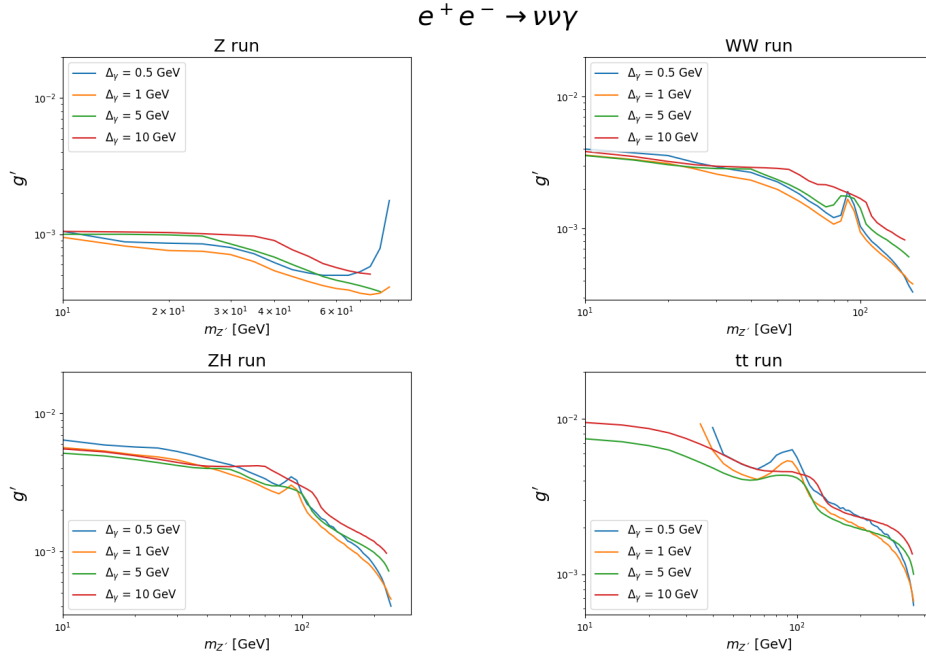 e⁺e⁻ → ννγ
Z run
10⁻²
10⁻³
g′
Δγ = 0.5 GeV
Δγ = 1 GeV
Δγ = 5 GeV
Δγ = 10 GeV
10¹
2 × 10¹
3 × 10¹
4 × 10¹
6 × 10¹
m_Z′ [GeV]
WW run
10⁻²
10⁻³
g′
Δγ = 0.5 GeV
Δγ = 1 GeV
Δγ = 5 GeV
Δγ = 10 GeV
10¹
10²
m_Z′ [GeV]
ZH run
10⁻²
10⁻³
g′
Δγ = 0.5 GeV
Δγ = 1 GeV
Δγ = 5 GeV
Δγ = 10 GeV
10¹
10²
m_Z′ [GeV]
tt run
10⁻²
10⁻³
g′
Δγ = 0.5 GeV
Δγ = 1 GeV
Δγ = 5 GeV
Δγ = 10 GeV
10¹
10²
m_Z′ [GeV]